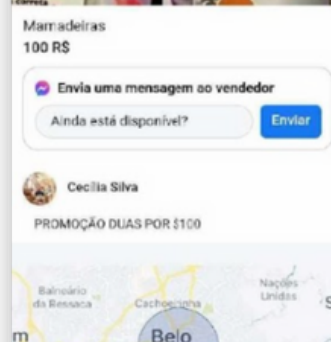 Mamadeiras
100 R$
Envia uma mensagem ao vendedor
Ainda está disponível?
Enviar
Cecília Silva
PROMOÇÃO DUAS POR $100
Balneário
da Ressaca
Cachoeirinha
Nações
Unidas
S
Belo
m